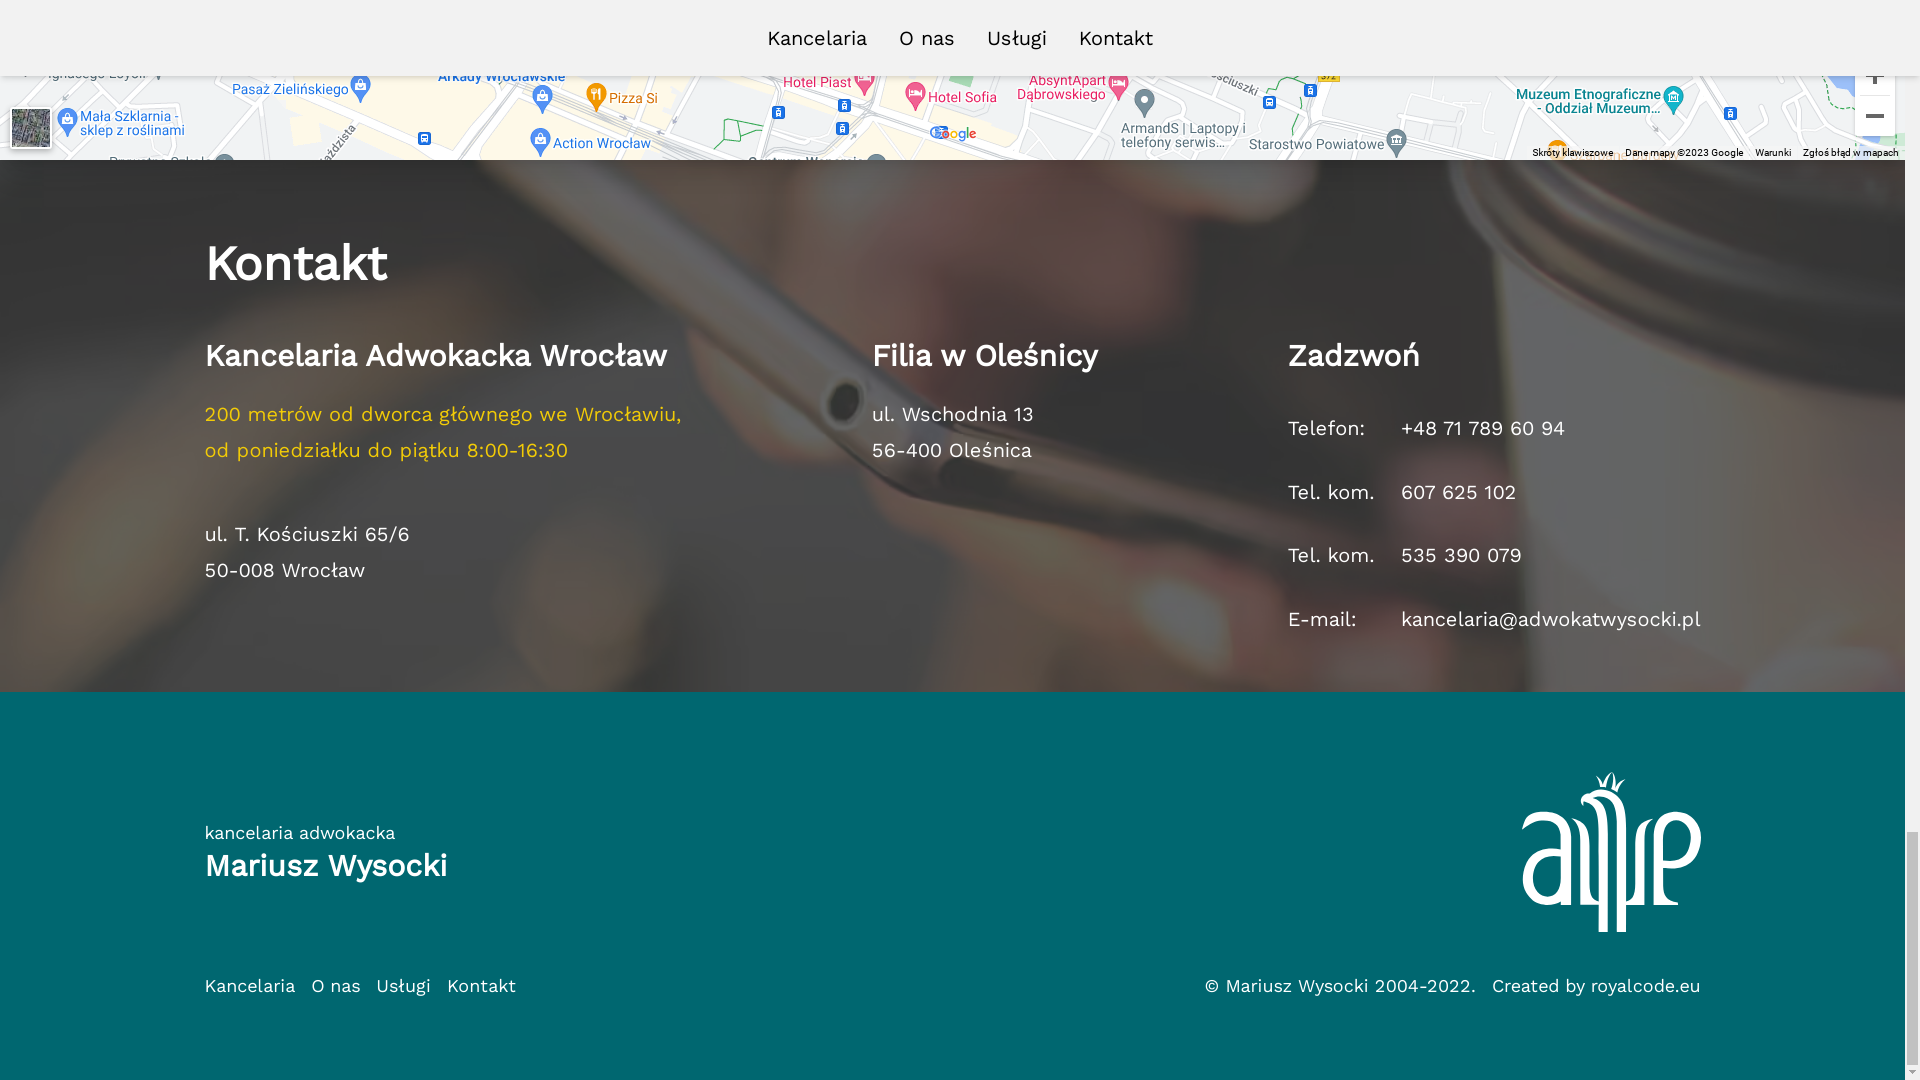 Kancelaria O nas Usługi Kontakt
Arkady Wrocławskie
Pasaż Zielińskiego
Pizza Si
Hotel Piast
Hotel Sofia
AbsyntApart
Dąbrowskiego
Muzeum Etnograficzne
- Oddział Muzeum...
Mała Szklarnia -
sklep z roślinami
Action Wrocław
Google
ArmandS | Laptopy i
telefony serwis...
Starostwo Powiatowe
Skróty klawiszowe Dane mapy ©2023 Google Warunki Zgłoś błąd w mapach
Kontakt
Kancelaria Adwokacka Wrocław
200 metrów od dworca głównego we Wrocławiu,
od poniedziałku do piątku 8:00-16:30
ul. T. Kościuszki 65/6
50-008 Wrocław
Filia w Oleśnicy
ul. Wschodnia 13
56-400 Oleśnica
Zadzwoń
Telefon: +48 71 789 60 94
Tel. kom. 607 625 102
Tel. kom. 535 390 079
E-mail: kancelaria@adwokatwysocki.pl
kancelaria adwokacka
Mariusz Wysocki
Kancelaria O nas Usługi Kontakt
© Mariusz Wysocki 2004-2022. Created by royalcode.eu